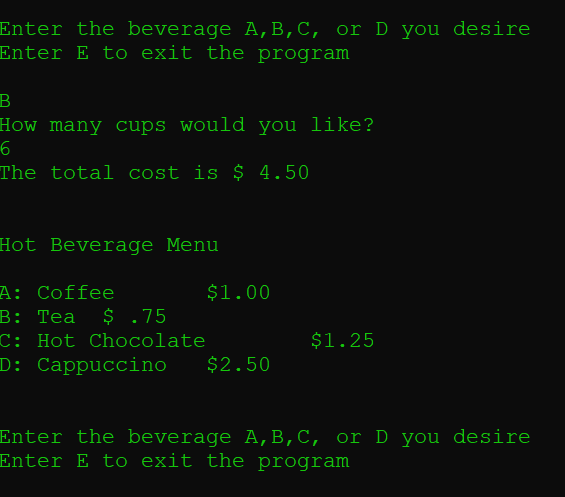 Enter the beverage A,B,C, or D you desire
Enter E to exit the program
B
How many cups would you like?
6
The total cost is $ 4.50
Hot Beverage Menu
A: Coffee $1.00
B: Tea $ .75
C: Hot Chocolate $1.25
D: Cappuccino $2.50
Enter the beverage A,B,C, or D you desire
Enter E to exit the program